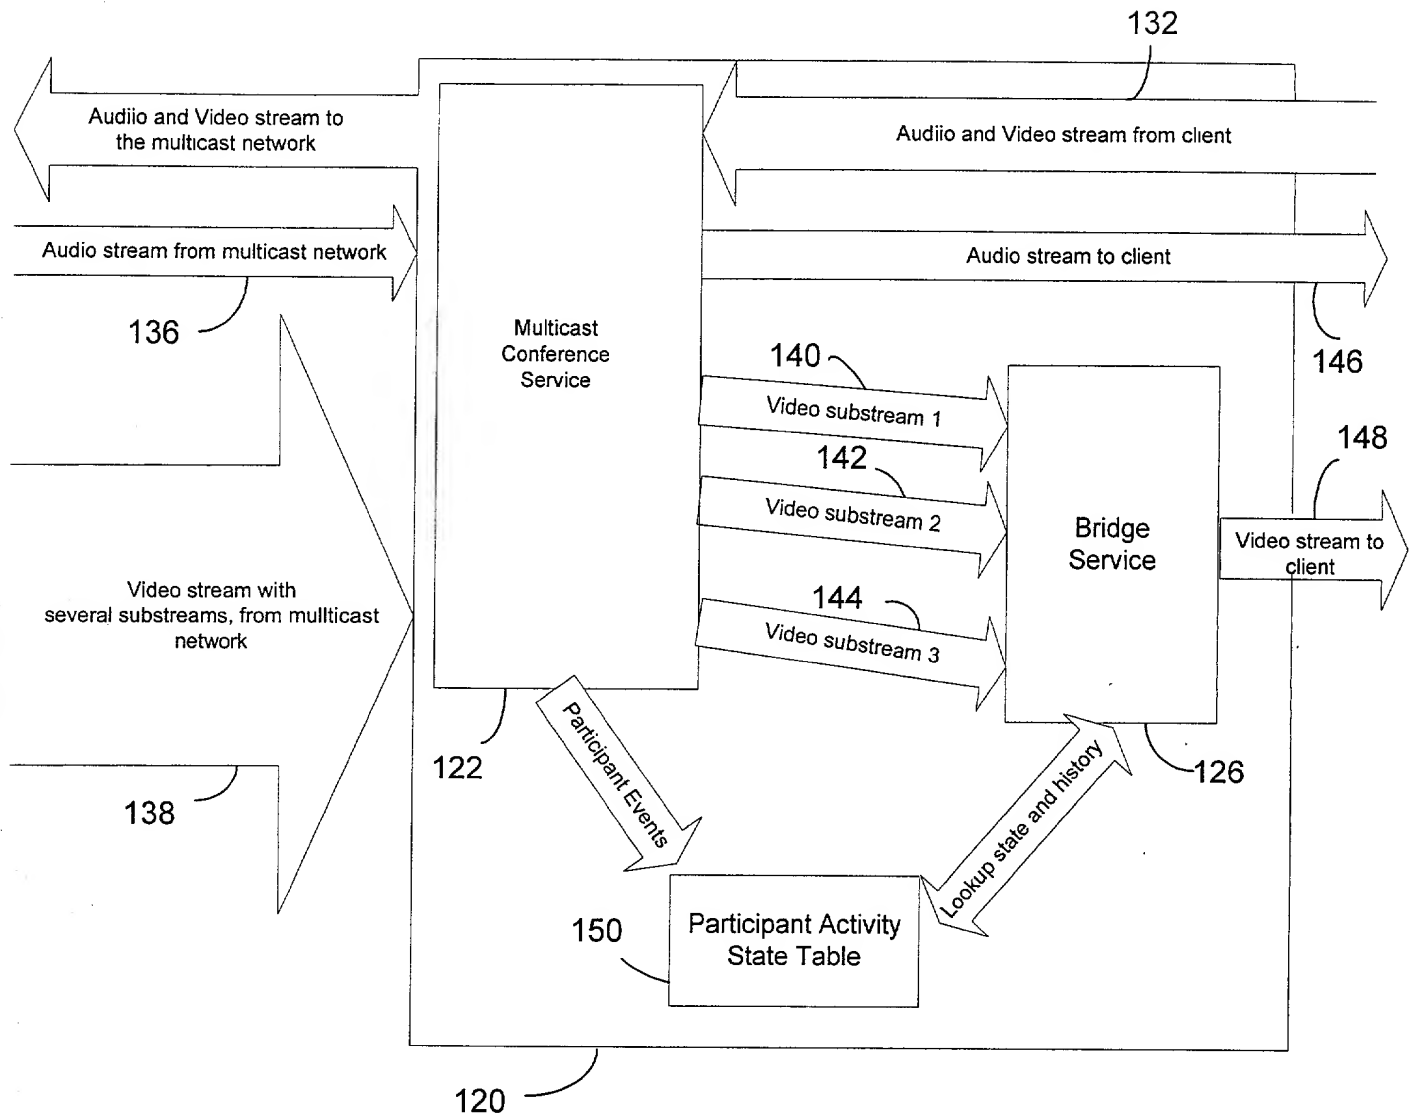 132
Audiio and Video stream to
the multicast network
Audiio and Video stream from client
Audio stream from multicast network
Audio stream to client
136
146
Multicast
Conference
Service
140
Video substream 1
142
Video substream 2
144
Video substream 3
Bridge
Service
148
Video stream to
client
Video stream with
several substreams, from mullticast
network
138
122
126
Participant Events
Lookup state and history
150
Participant Activity
State Table
120